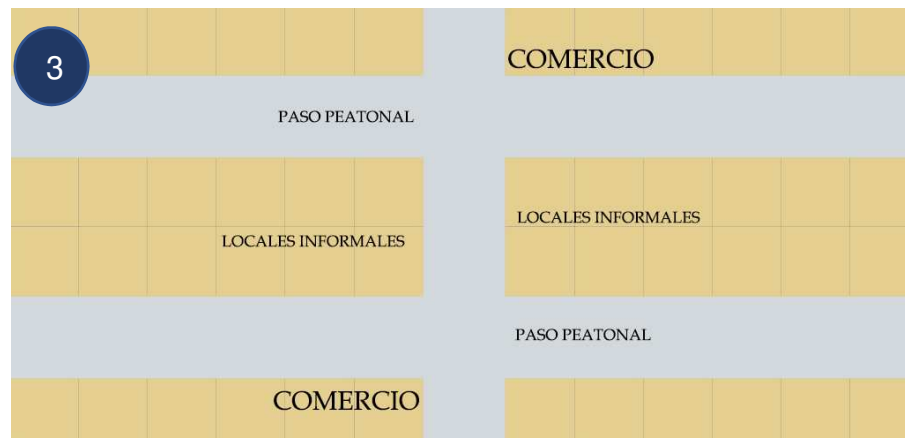 3
COMERCIO
PASO PEATONAL
LOCALES INFORMALES
LOCALES INFORMALES
PASO PEATONAL
COMERCIO